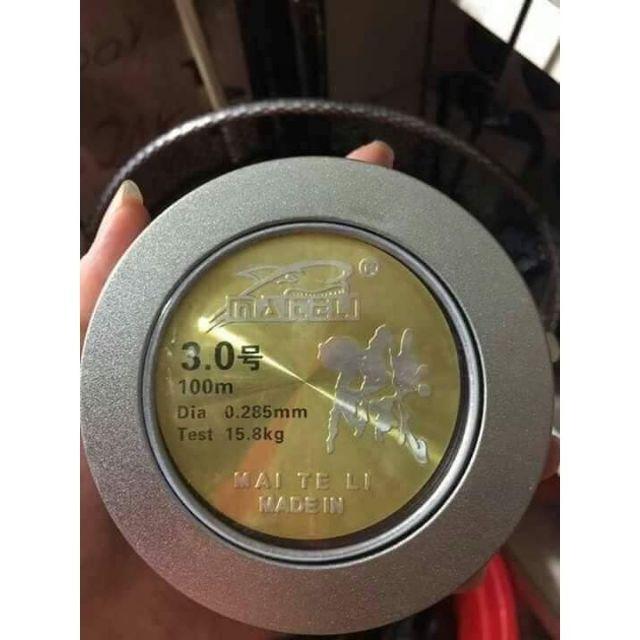 MAITELI ®
3.0号
100m
Dia 0.285mm
Test 15.8kg
MAI TE LI
MADE IN